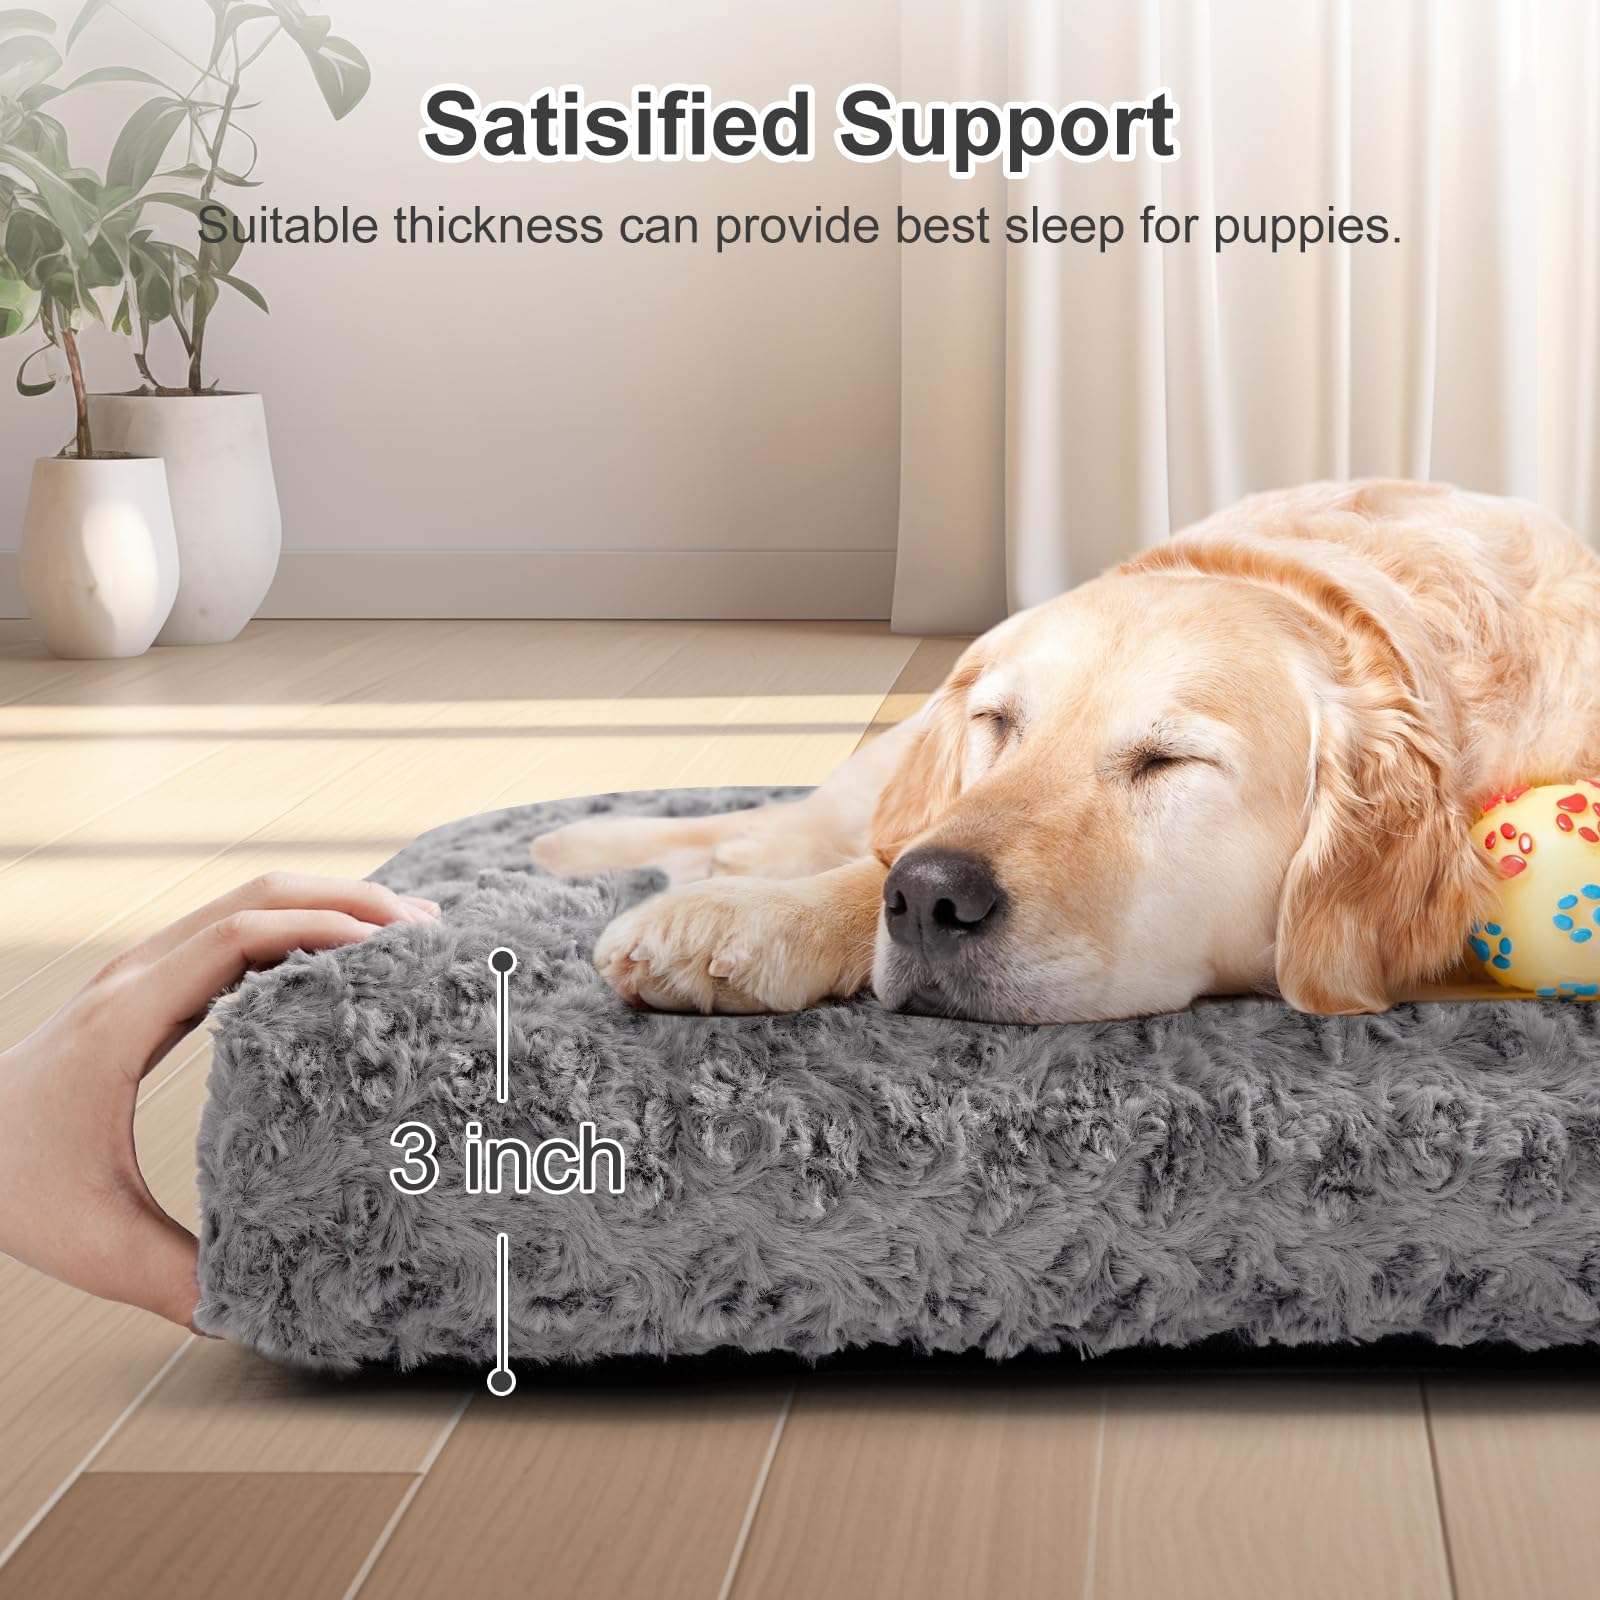 Satisified Support
Suitable thickness can provide best sleep for puppies.
3 inch